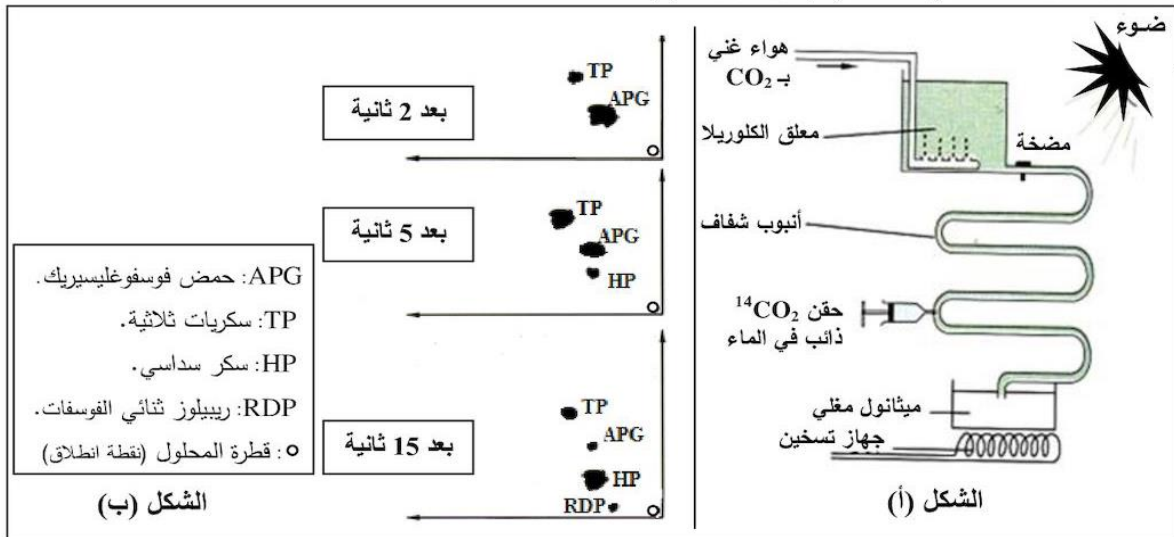 ضوء
هواء غني
بـ CO₂
معلق الكلوريلا
مضخة
أنبوب شفاف
حقن ¹⁴CO₂
ذائب في الماء
ميثانول مغلي
جهاز تسخين
الشكل (أ)
TP
APG
بعد 2 ثانية
TP
APG
HP
بعد 5 ثانية
TP
APG
HP
RDP
بعد 15 ثانية
APG: حمض فوسفوغليسيريك.
TP: سكريات ثلاثية.
HP: سكر سداسي.
RDP: ريبيلوز ثنائي الفوسفات.
o: قطرة المحلول (نقطة انطلاق)
الشكل (ب)